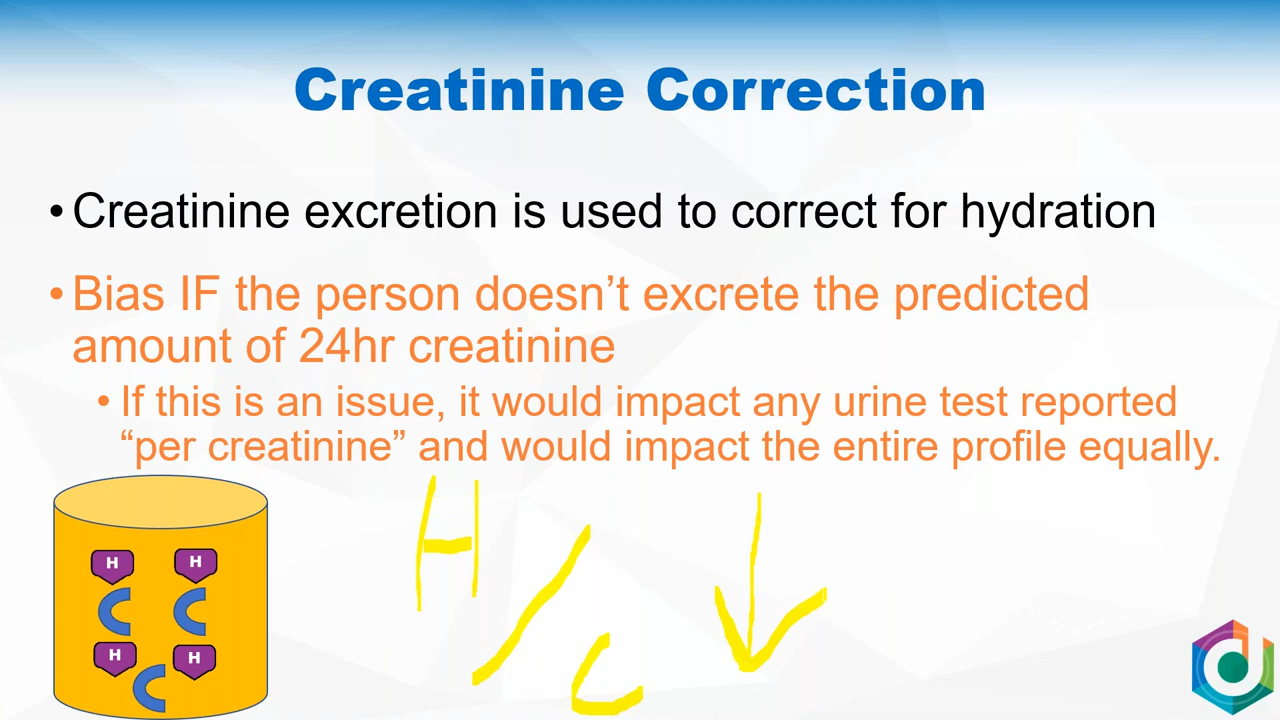 Creatinine Correction
•Creatinine excretion is used to correct for hydration
•Bias IF the person doesn’t excrete the predicted
amount of 24hr creatinine
•If this is an issue, it would impact any urine test reported
“per creatinine” and would impact the entire profile equally.
H H
H H
H/C